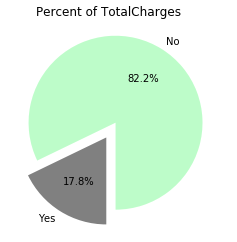 Percent of TotalCharges
No
82.2%
17.8%
Yes